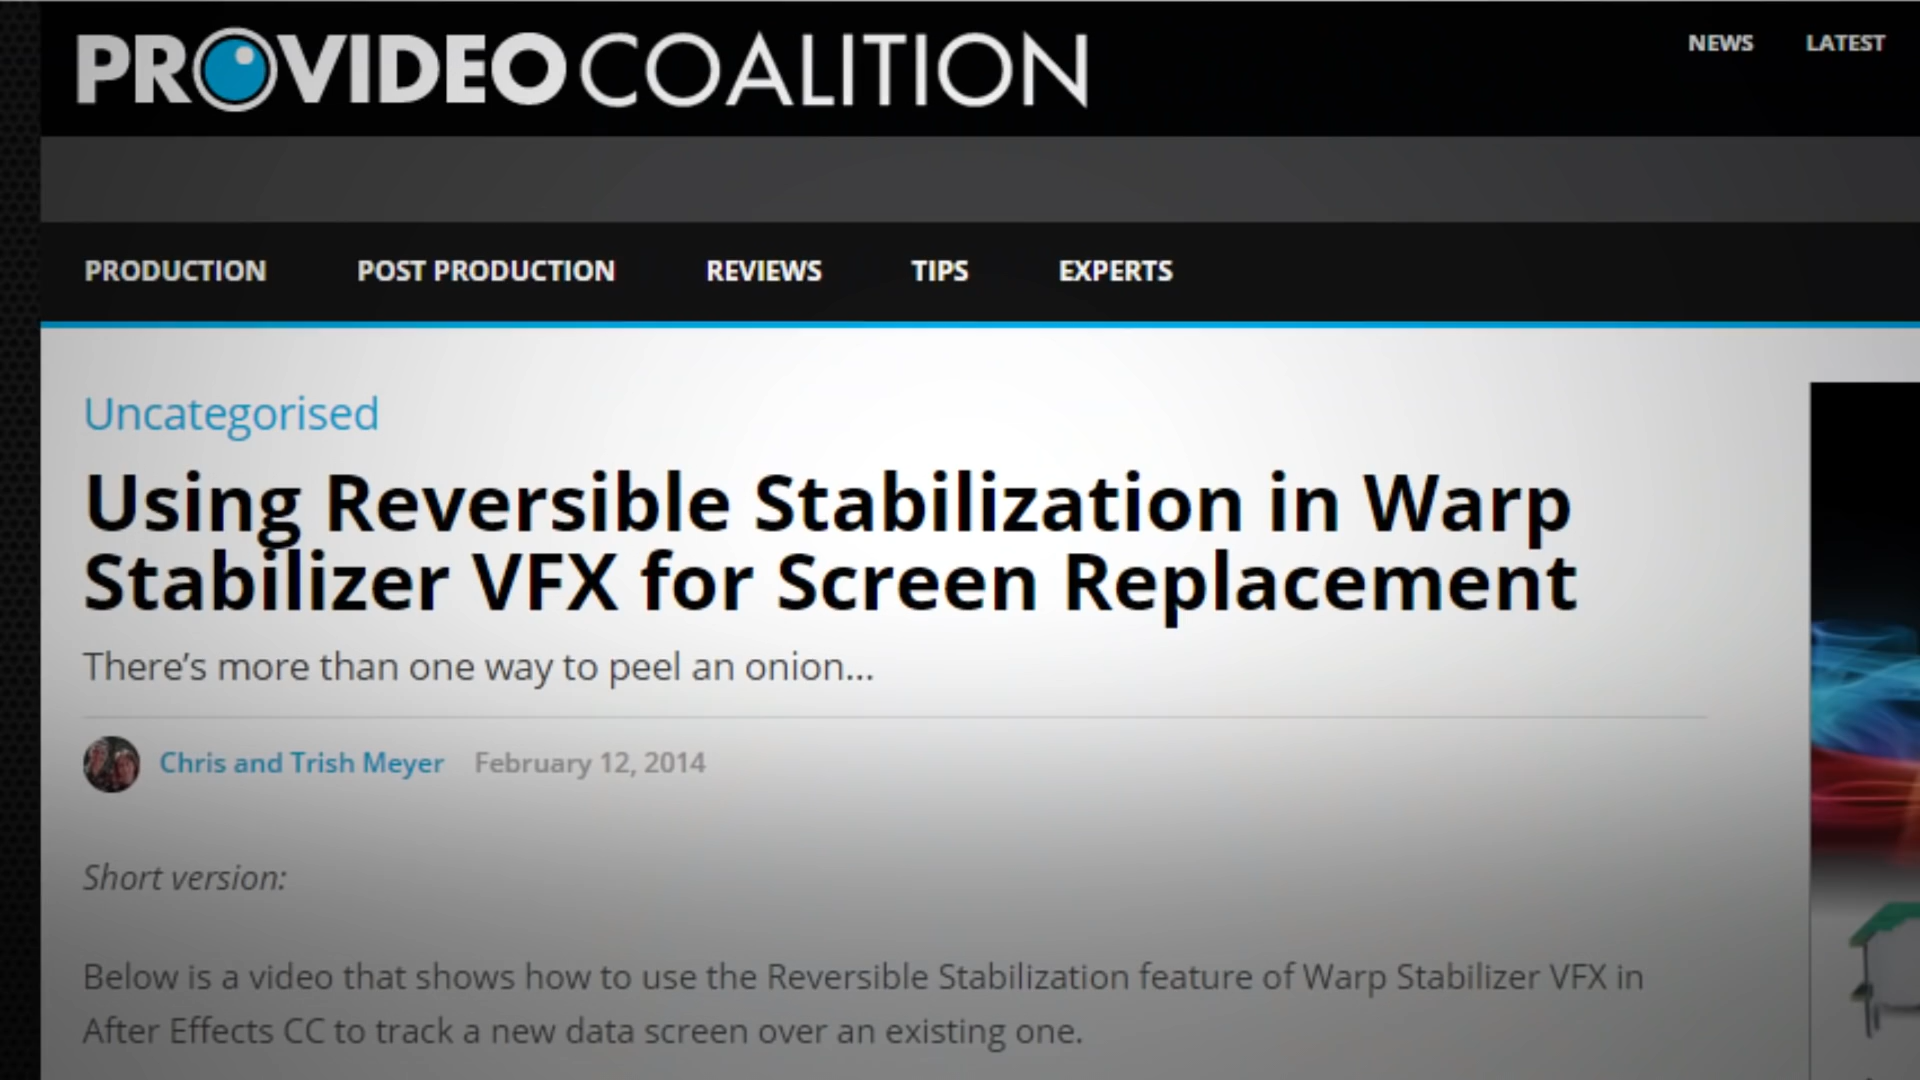 PROVIDEO COALITION
NEWS LATEST
PRODUCTION POST PRODUCTION REVIEWS TIPS EXPERTS
Uncategorised
Using Reversible Stabilization in Warp
Stabilizer VFX for Screen Replacement
There’s more than one way to peel an onion…
Chris and Trish Meyer February 12, 2014
Short version:
Below is a video that shows how to use the Reversible Stabilization feature of Warp Stabilizer VFX in
After Effects CC to track a new data screen over an existing one.